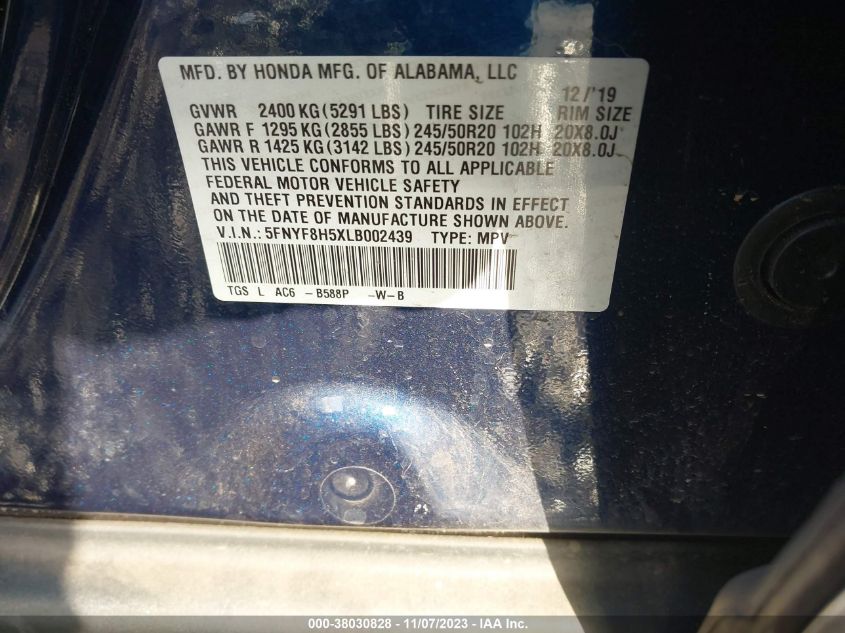 MFD. BY HONDA MFG. OF ALABAMA, LLC
12/'19
GVWR 2400 KG (5291 LBS) TIRE SIZE RIM SIZE
GAWR F 1295 KG (2855 LBS) 245/50R20 102H 20X8.0J
GAWR R 1425 KG (3142 LBS) 245/50R20 102H 20X8.0J
THIS VEHICLE CONFORMS TO ALL APPLICABLE
FEDERAL MOTOR VEHICLE SAFETY
AND THEFT PREVENTION STANDARDS IN EFFECT
ON THE DATE OF MANUFACTURE SHOWN ABOVE.
V.I.N.: 5FNYF8H5XLB002439 TYPE: MPV
TGS L AC6 -B588P -W-B
000-38030828 - 11/07/2023 - IAA Inc.